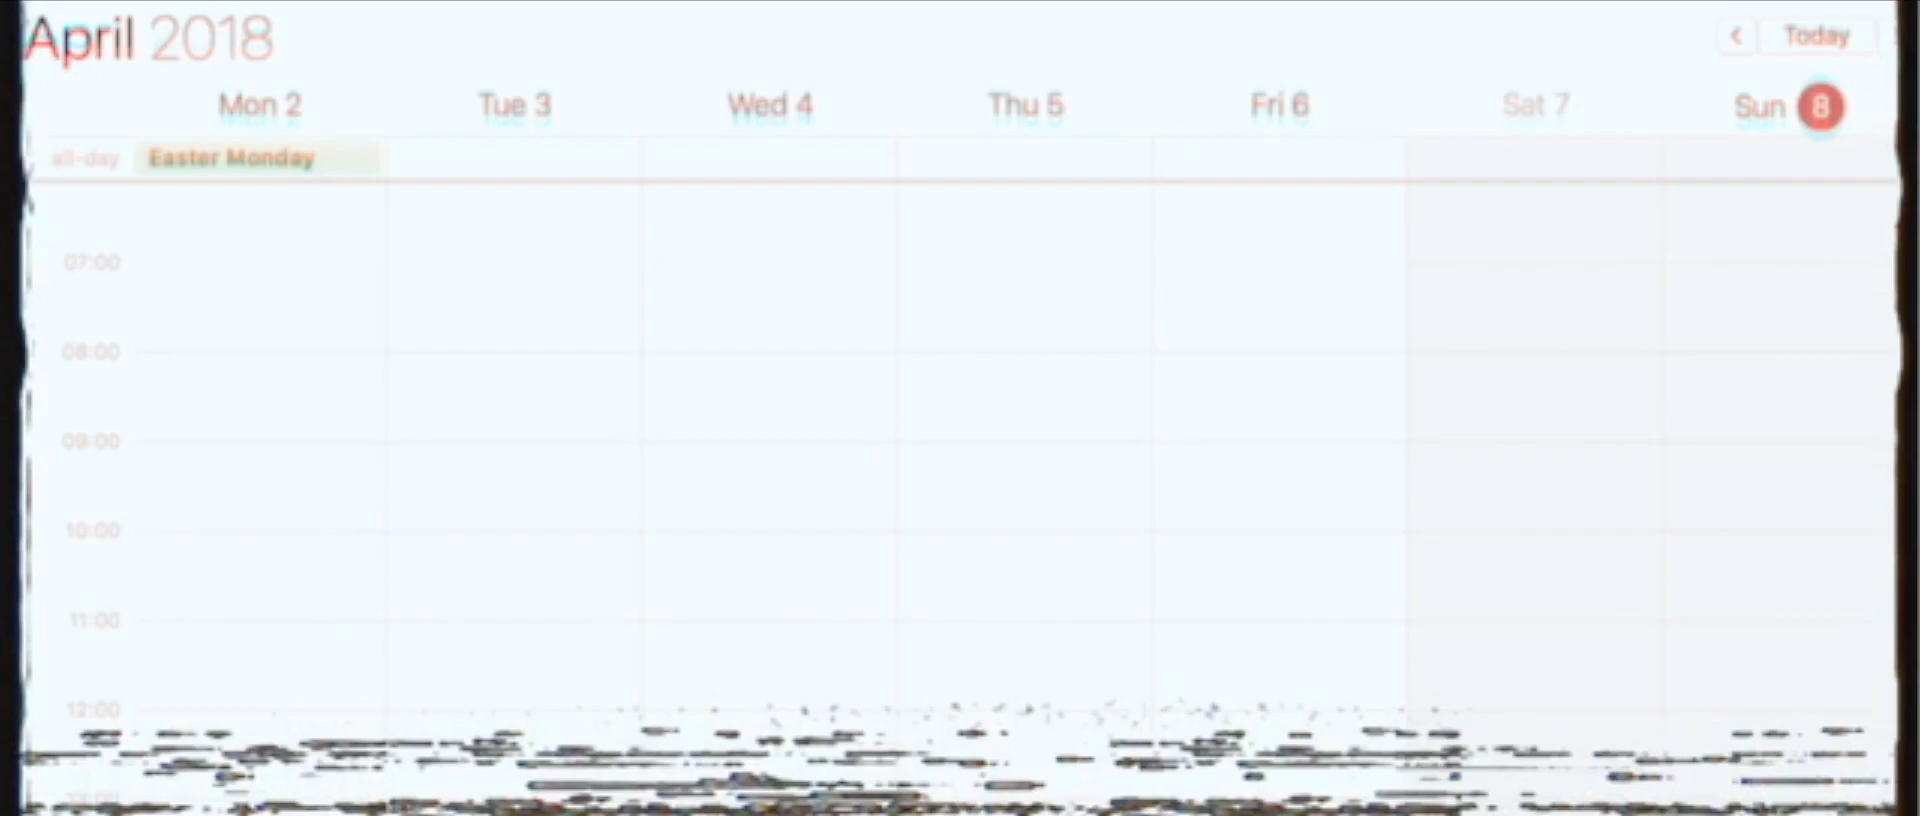 April 2018
< Today
Mon 2 Tue 3 Wed 4 Thu 5 Fri 6 Sat 7 Sun 8
all-day Easter Monday
07:00
08:00
09:00
10:00
11:00
12:00